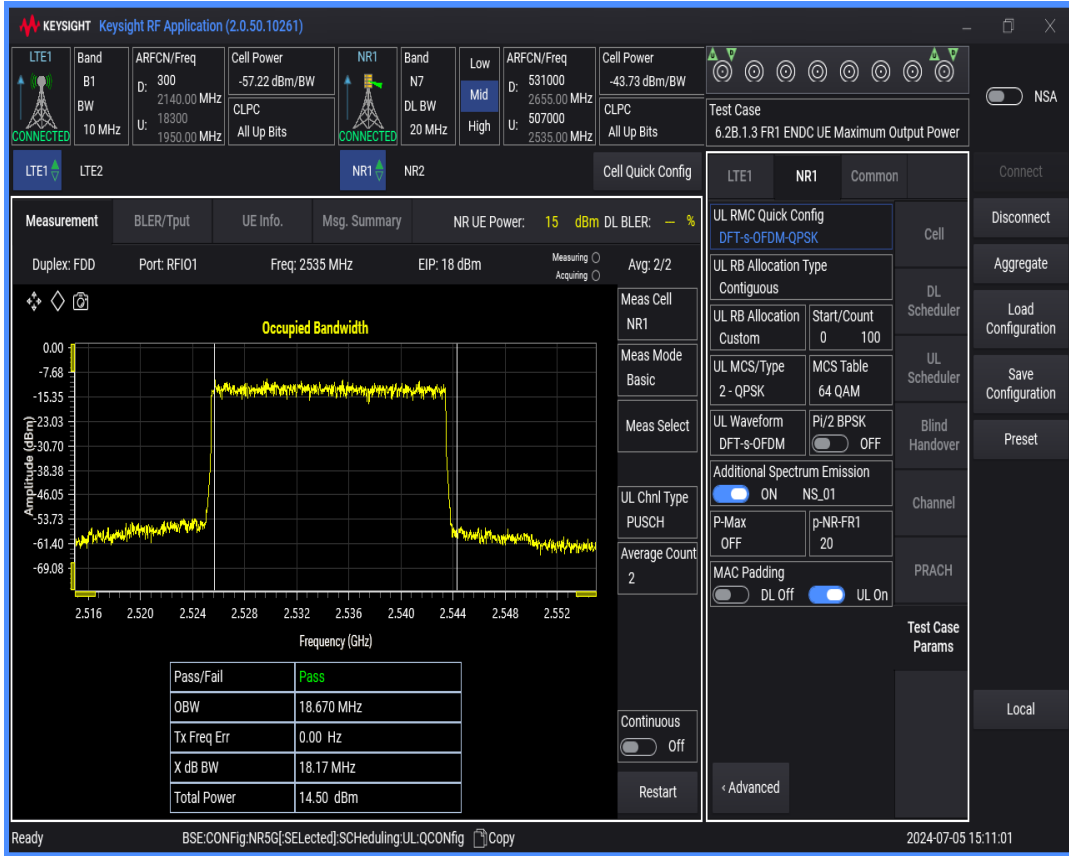 KEYSIGHT Keysight RF Application (2.0.50.10261)
LTE1
CONNECTED
Band
B1
BW
10 MHz
ARFCN/Freq
D: 300
2140.00 MHz
U: 18300
1950.00 MHz
Cell Power
-57.22 dBm/BW
CLPC
All Up Bits
NR1
CONNECTED
Band
N7
DL BW
20 MHz
Low
Mid
High
ARFCN/Freq
D: 531000
2655.00 MHz
U: 507000
2535.00 MHz
Cell Power
-43.73 dBm/BW
CLPC
All Up Bits
Test Case
6.2B.1.3 FR1 ENDC UE Maximum Output Power
NSA
LTE1 LTE2 NR1 NR2 Cell Quick Config
Connect
Disconnect
Aggregate
Load
Configuration
Save
Configuration
Preset
Local
Measurement BLER/Tput UE Info. Msg. Summary NR UE Power: 15 dBm DL BLER: --- %
Duplex: FDD Port: RFIO1 Freq: 2535 MHz EIP: 18 dBm Measuring Avg: 2/2
Acquiring
Occupied Bandwidth
0.00
-7.68
-15.35
-23.03
-30.70
-38.38
-46.05
-53.73
-61.40
-69.08
Amplitude (dBm)
2.516 2.520 2.524 2.528 2.532 2.536 2.540 2.544 2.548 2.552
Frequency (GHz)
Pass/Fail Pass
OBW 18.670 MHz
Tx Freq Err 0.00 Hz
X dB BW 18.17 MHz
Total Power 14.50 dBm
Meas Cell
NR1
Meas Mode
Basic
Meas Select
UL Chnl Type
PUSCH
Average Count
2
Continuous
Off
Restart
LTE1 NR1 Common
UL RMC Quick Config
DFT-s-OFDM-QPSK
UL RB Allocation Type
Contiguous
UL RB Allocation
Custom
Start/Count
0 100
UL MCS/Type
2 - QPSK
MCS Table
64 QAM
UL Waveform
DFT-s-OFDM
Pi/2 BPSK
OFF
Additional Spectrum Emission
ON NS_01
P-Max
OFF
p-NR-FR1
20
MAC Padding
DL Off UL On
‹ Advanced
Cell
DL
Scheduler
UL
Scheduler
Blind
Handover
Channel
PRACH
Test Case
Params
Ready BSE:CONFig:NR5G[:SELected]:SCHeduling:UL:QCONfig Copy 2024-07-05 15:11:01